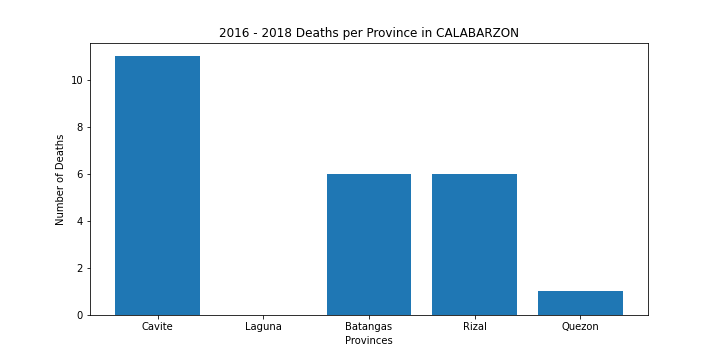 2016 - 2018 Deaths per Province in CALABARZON
Number of Deaths
10
8
6
4
2
0
Cavite Laguna Batangas Rizal Quezon
Provinces